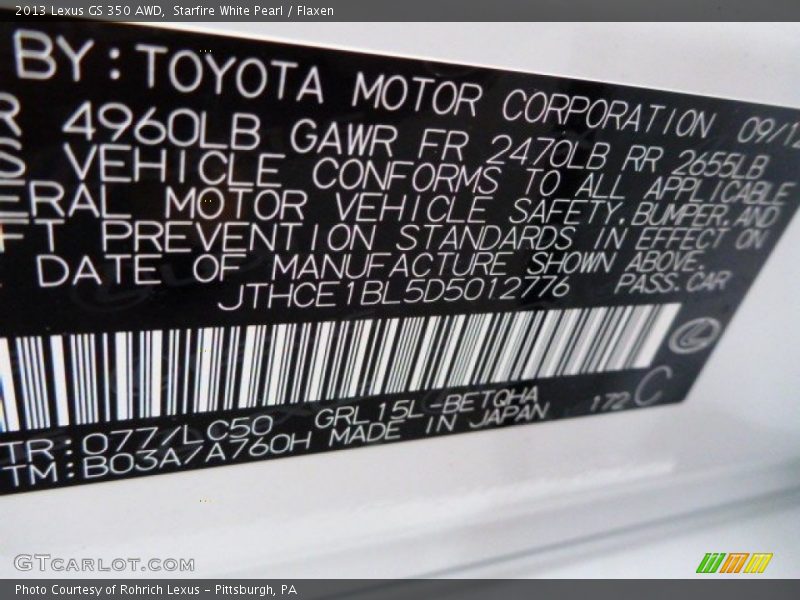 2013 Lexus GS 350 AWD, Starfire White Pearl / Flaxen
BY: TOYOTA MOTOR CORPORATION 09/12
R 4960LB GAWR FR 2470LB RR 2655LB
S VEHICLE CONFORMS TO ALL APPLICABLE
ERAL MOTOR VEHICLE SAFETY, BUMPER, AND
FT PREVENTION STANDARDS IN EFFECT ON
DATE OF MANUFACTURE SHOWN ABOVE.
JTHCE1BL5D5012776 PASS. CAR
TR: 077/LC50 GRL15L-BETQHA 172 C
TM: B03A/A760H MADE IN JAPAN
GTCARLOT.COM
Photo Courtesy of Rohrich Lexus - Pittsburgh, PA